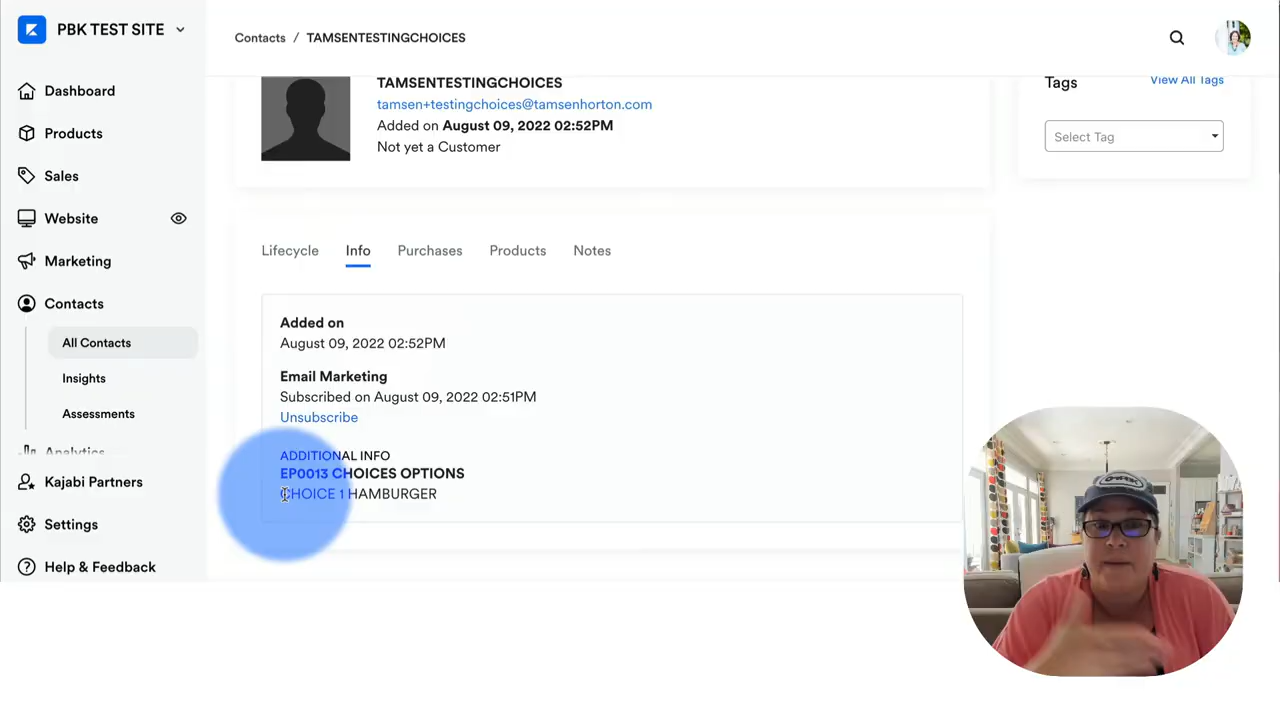 PBK TEST SITE
Dashboard
Products
Sales
Website
Marketing
Contacts
All Contacts
Insights
Assessments
Analytics
Kajabi Partners
Settings
Help & Feedback
Contacts / TAMSENTESTINGCHOICES
TAMSENTESTINGCHOICES
tamsen+testingchoices@tamsenhorton.com
Added on August 09, 2022 02:52PM
Not yet a Customer
Tags
View All Tags
Select Tag
Lifecycle Info Purchases Products Notes
Added on
August 09, 2022 02:52PM
Email Marketing
Subscribed on August 09, 2022 02:51PM
Unsubscribe
ADDITIONAL INFO
EP0013 CHOICES OPTIONS
CHOICE 1 HAMBURGER